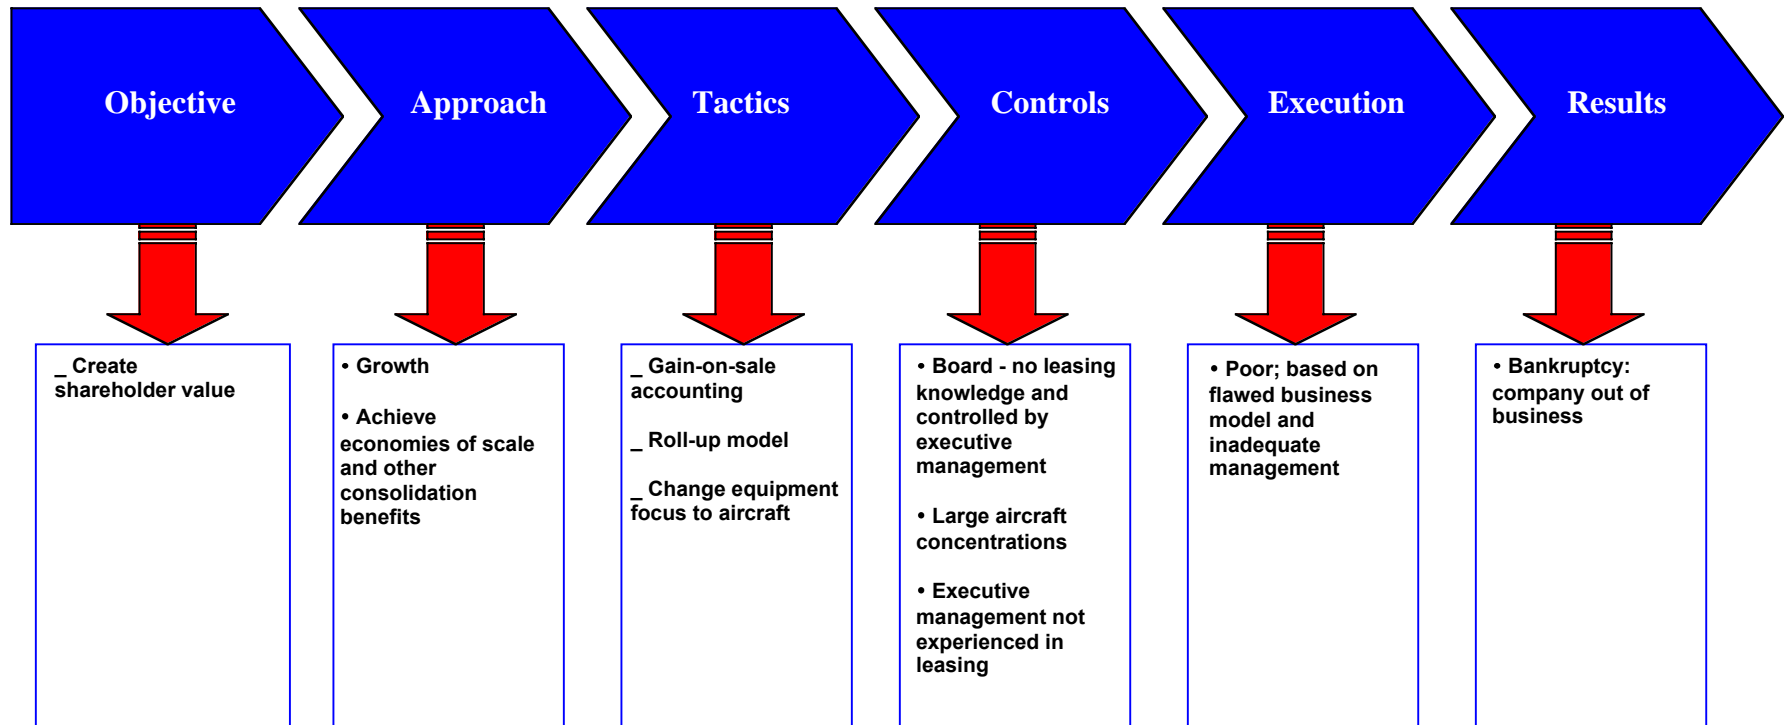 Objective
Approach
Tactics
Controls
Execution
Results
_ Create
shareholder value
• Growth
• Achieve
economies of scale
and other
consolidation
benefits
_ Gain-on-sale
accounting
_ Roll-up model
_ Change equipment
focus to aircraft
• Board - no leasing
knowledge and
controlled by
executive
management
• Large aircraft
concentrations
• Executive
management not
experienced in
leasing
• Poor; based on
flawed business
model and
inadequate
management
• Bankruptcy:
company out of
business